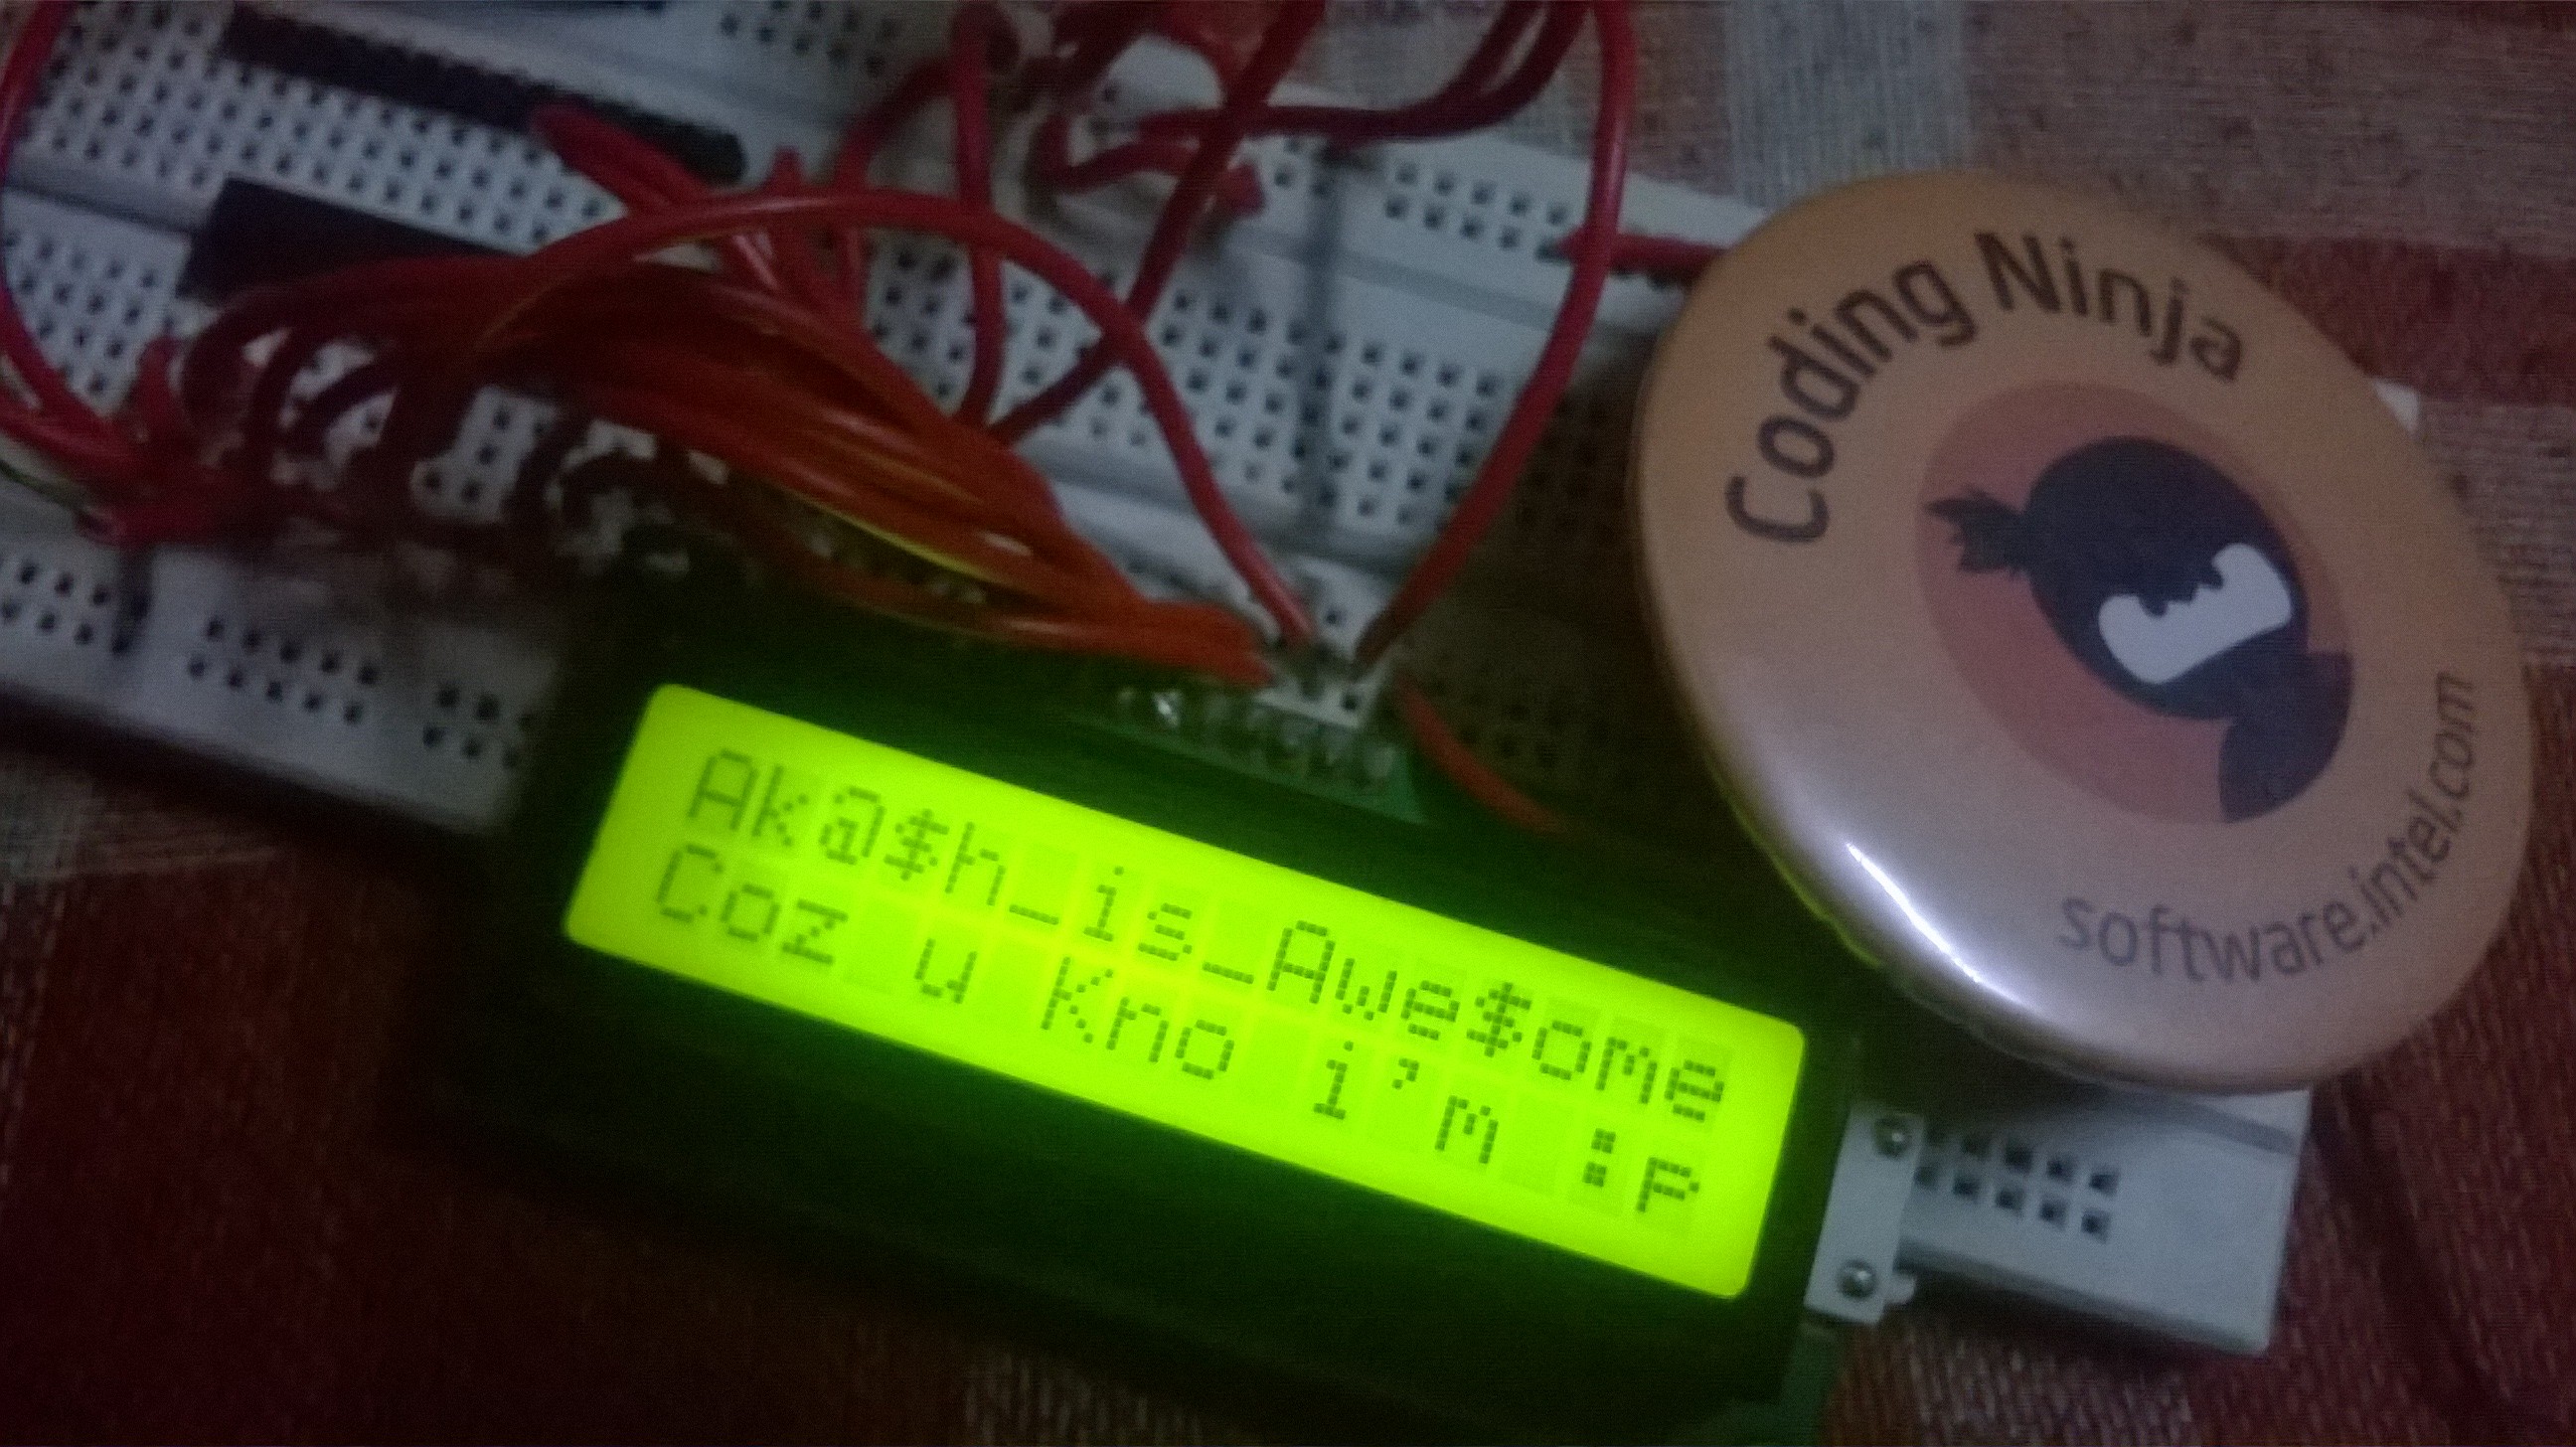 Ak@$h_is_Awe$ome
Coz u Kno i'm :p
Coding Ninja
software.intel.com